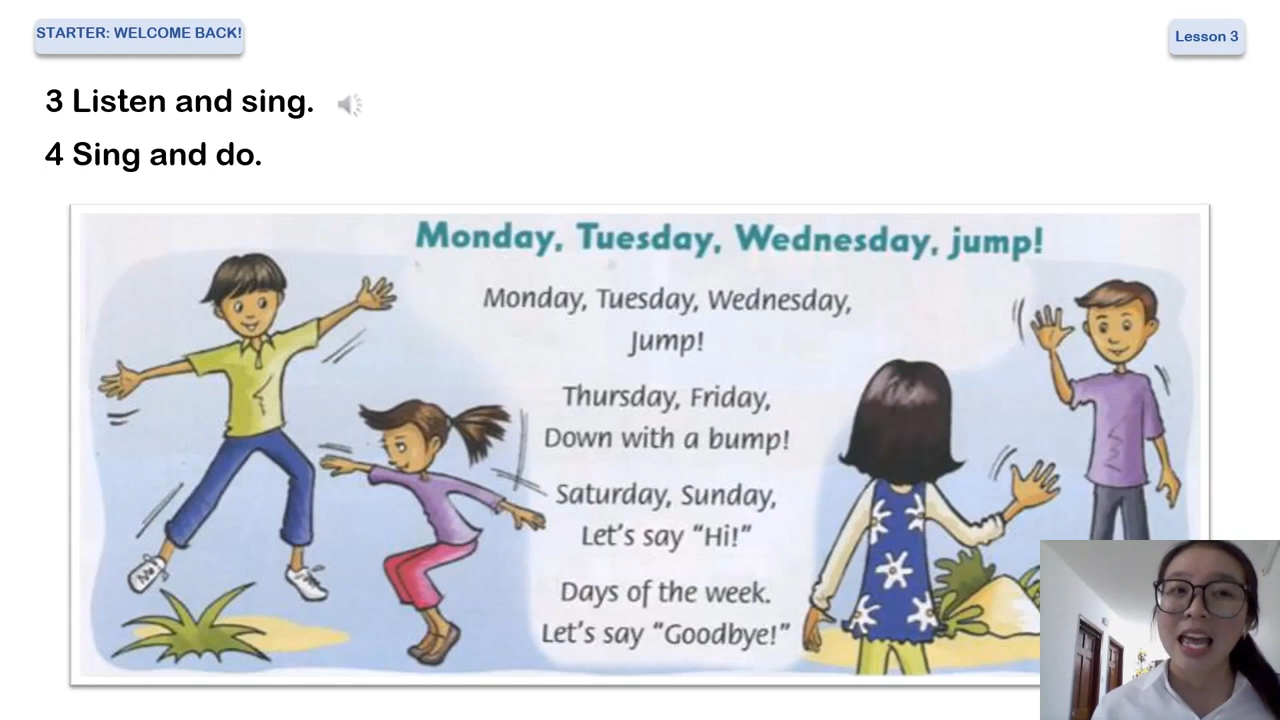 STARTER: WELCOME BACK!
Lesson 3
3 Listen and sing.
4 Sing and do.
Monday, Tuesday, Wednesday, jump!
Monday, Tuesday, Wednesday,
Jump!
Thursday, Friday,
Down with a bump!
Saturday, Sunday,
Let's say "Hi!"
Days of the week.
Let's say "Goodbye!"